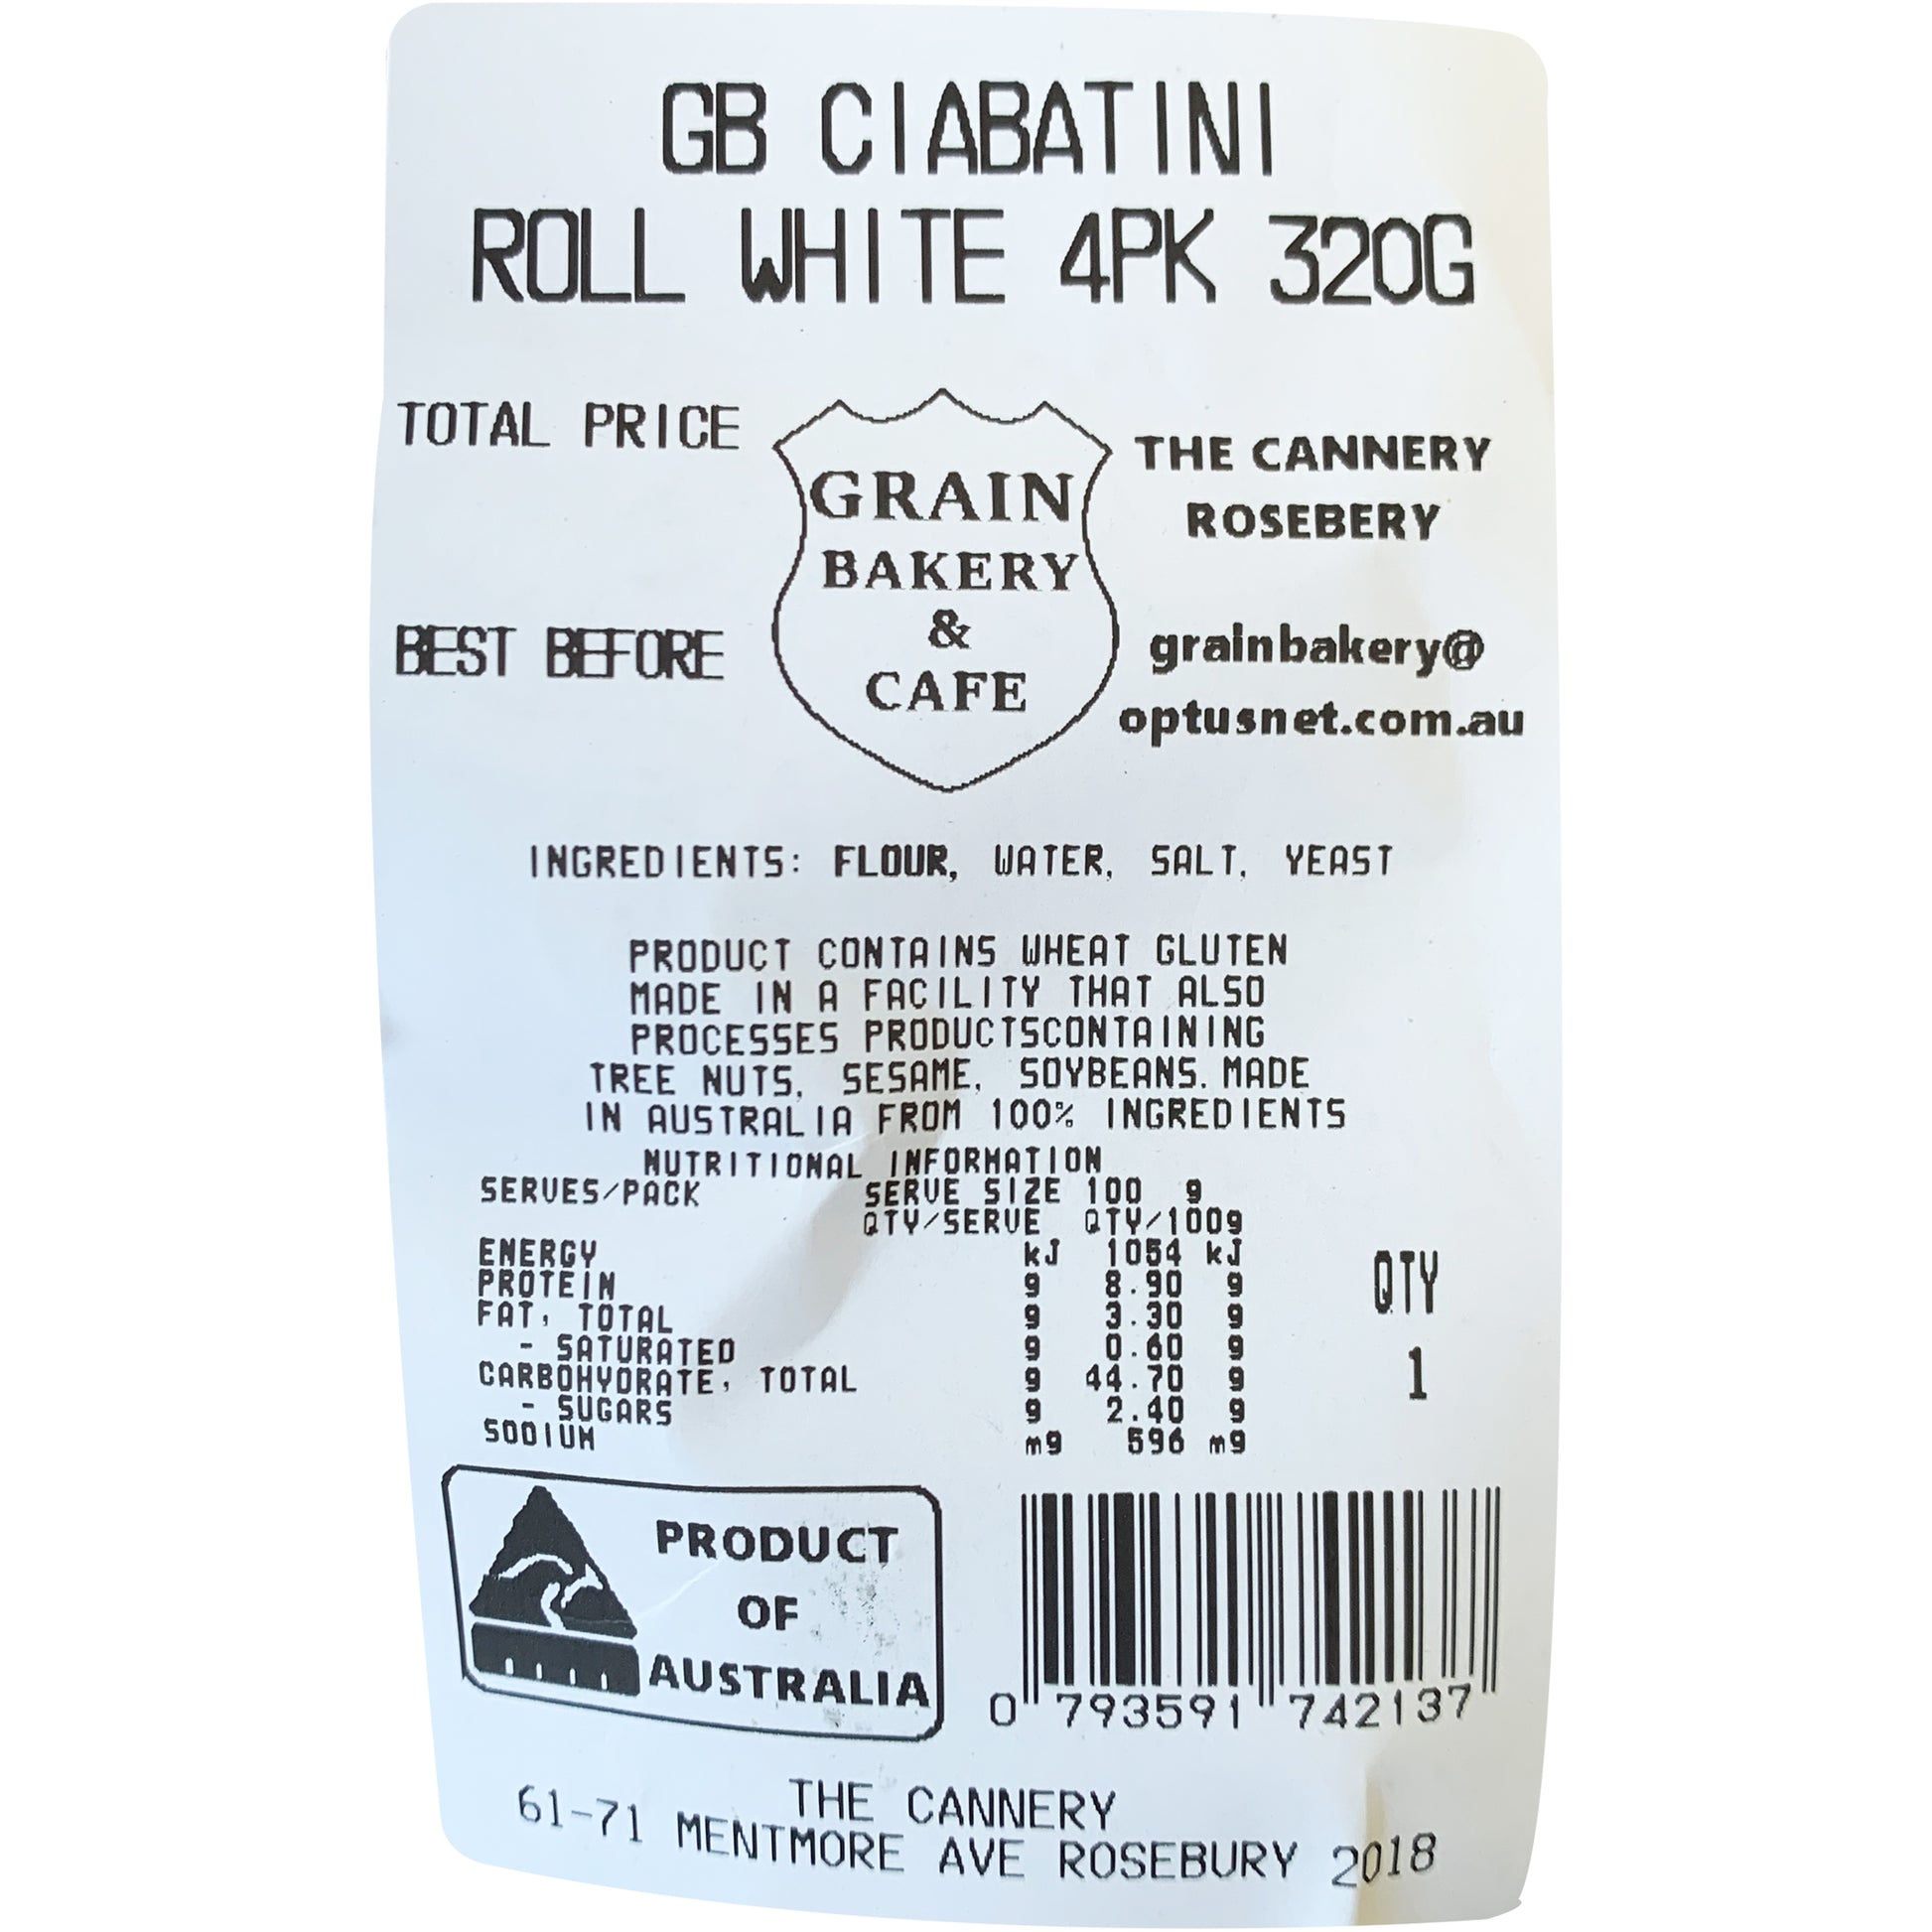 GB CIABATINI
ROLL WHITE 4PK 320G
TOTAL PRICE
BEST BEFORE
GRAIN
BAKERY
&
CAFE
THE CANNERY
ROSEBERY
grainbakery@
optusnet.com.au
INGREDIENTS: FLOUR, WATER, SALT, YEAST
PRODUCT CONTAINS WHEAT GLUTEN
MADE IN A FACILITY THAT ALSO
PROCESSES PRODUCTSCONTAINING
TREE NUTS, SESAME, SOYBEANS. MADE
IN AUSTRALIA FROM 100% INGREDIENTS
NUTRITIONAL INFORMATION
SERVES/PACK SERVE SIZE 100 g
QTY/SERVE QTY/100g
ENERGY kJ 1054 kJ
PROTEIN g 8.90 g
FAT, TOTAL g 3.30 g
- SATURATED g 0.60 g
CARBOHYDRATE, TOTAL g 44.70 g
- SUGARS g 2.40 g
SODIUM mg 596 mg
QTY
1
PRODUCT
OF
AUSTRALIA
0 793591 742137
THE CANNERY
61-71 MENTMORE AVE ROSEBURY 2018